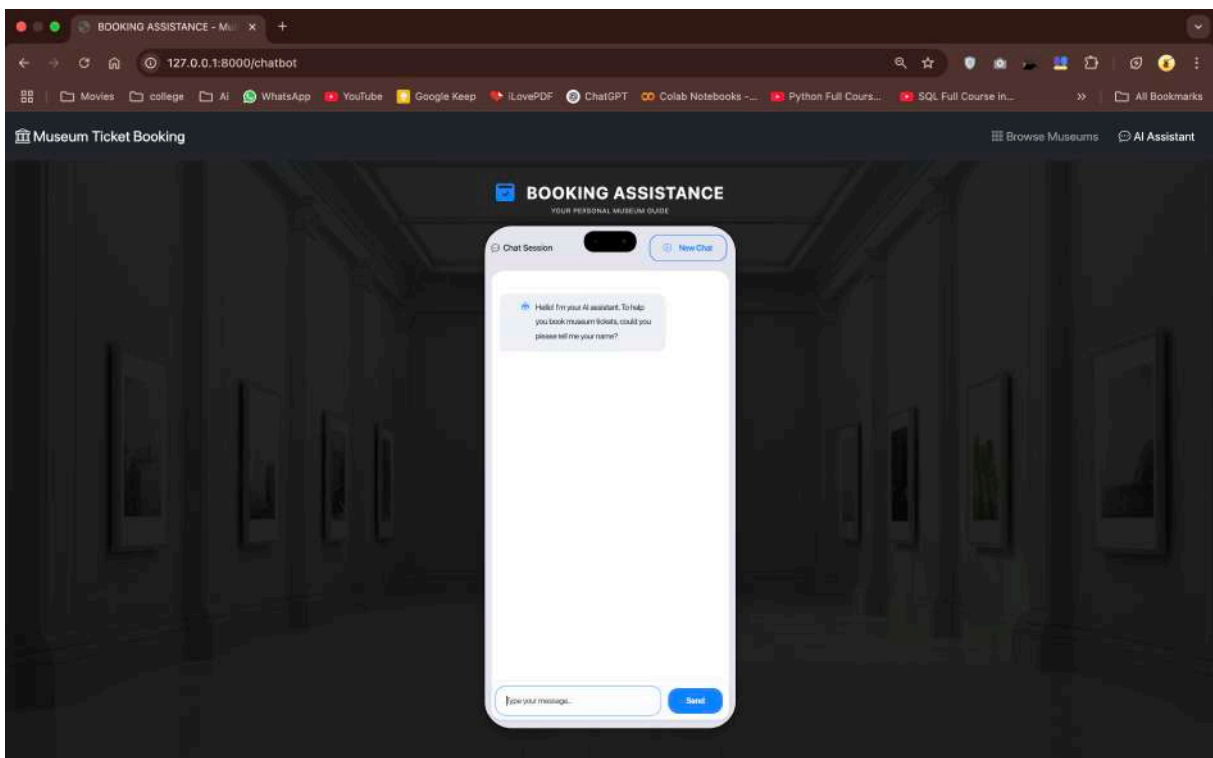 BOOKING ASSISTANCE - Mu
127.0.0.1:8000/chatbot
Movies college Ai WhatsApp YouTube Google Keep iLovePDF ChatGPT Colab Notebooks -... Python Full Cours... SQL Full Course in... » All Bookmarks
Museum Ticket Booking Browse Museums AI Assistant
BOOKING ASSISTANCE
YOUR PERSONAL MUSEUM GUIDE
Chat Session New Chat
Hello! I'm your AI assistant. To help
you book museum tickets, could you
please tell me your name?
Type your message... Send